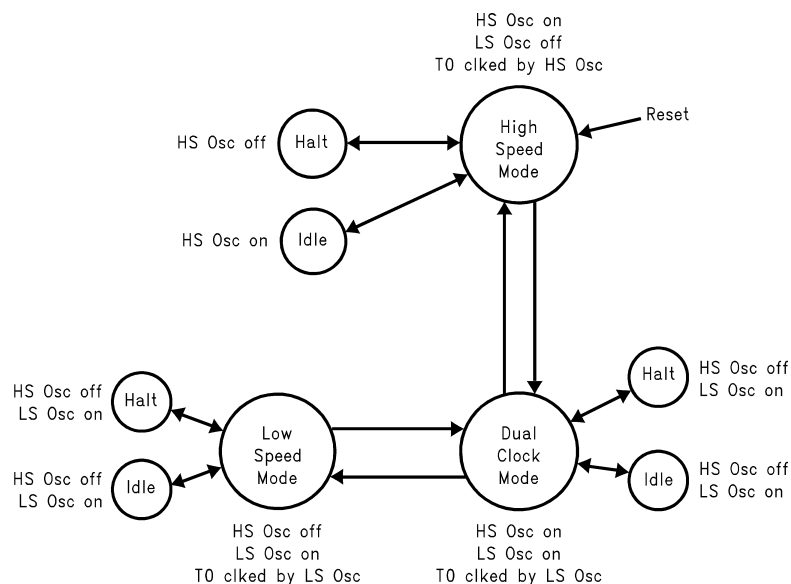 HS Osc on
LS Osc off
T0 clked by HS Osc
High
Speed
Mode
Reset
HS Osc off
Halt
HS Osc on
Idle
HS Osc off
LS Osc on
Halt
HS Osc off
LS Osc on
Idle
Low
Speed
Mode
HS Osc off
LS Osc on
T0 clked by LS Osc
Dual
Clock
Mode
HS Osc on
LS Osc on
T0 clked by LS Osc
Halt
HS Osc off
LS Osc on
Idle
HS Osc off
LS Osc on